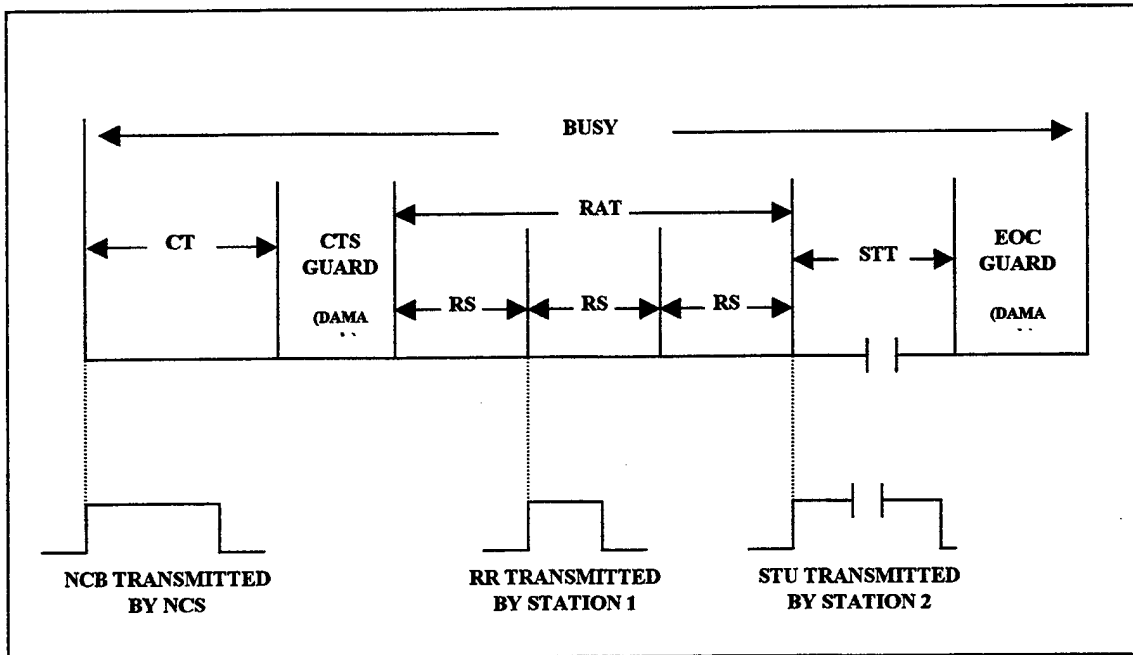 BUSY
RAT
CT
CTS
GUARD
(DAMA
STT
EOC
GUARD
(DAMA
RS
RS
RS
NCB TRANSMITTED
BY NCS
RR TRANSMITTED
BY STATION 1
STU TRANSMITTED
BY STATION 2